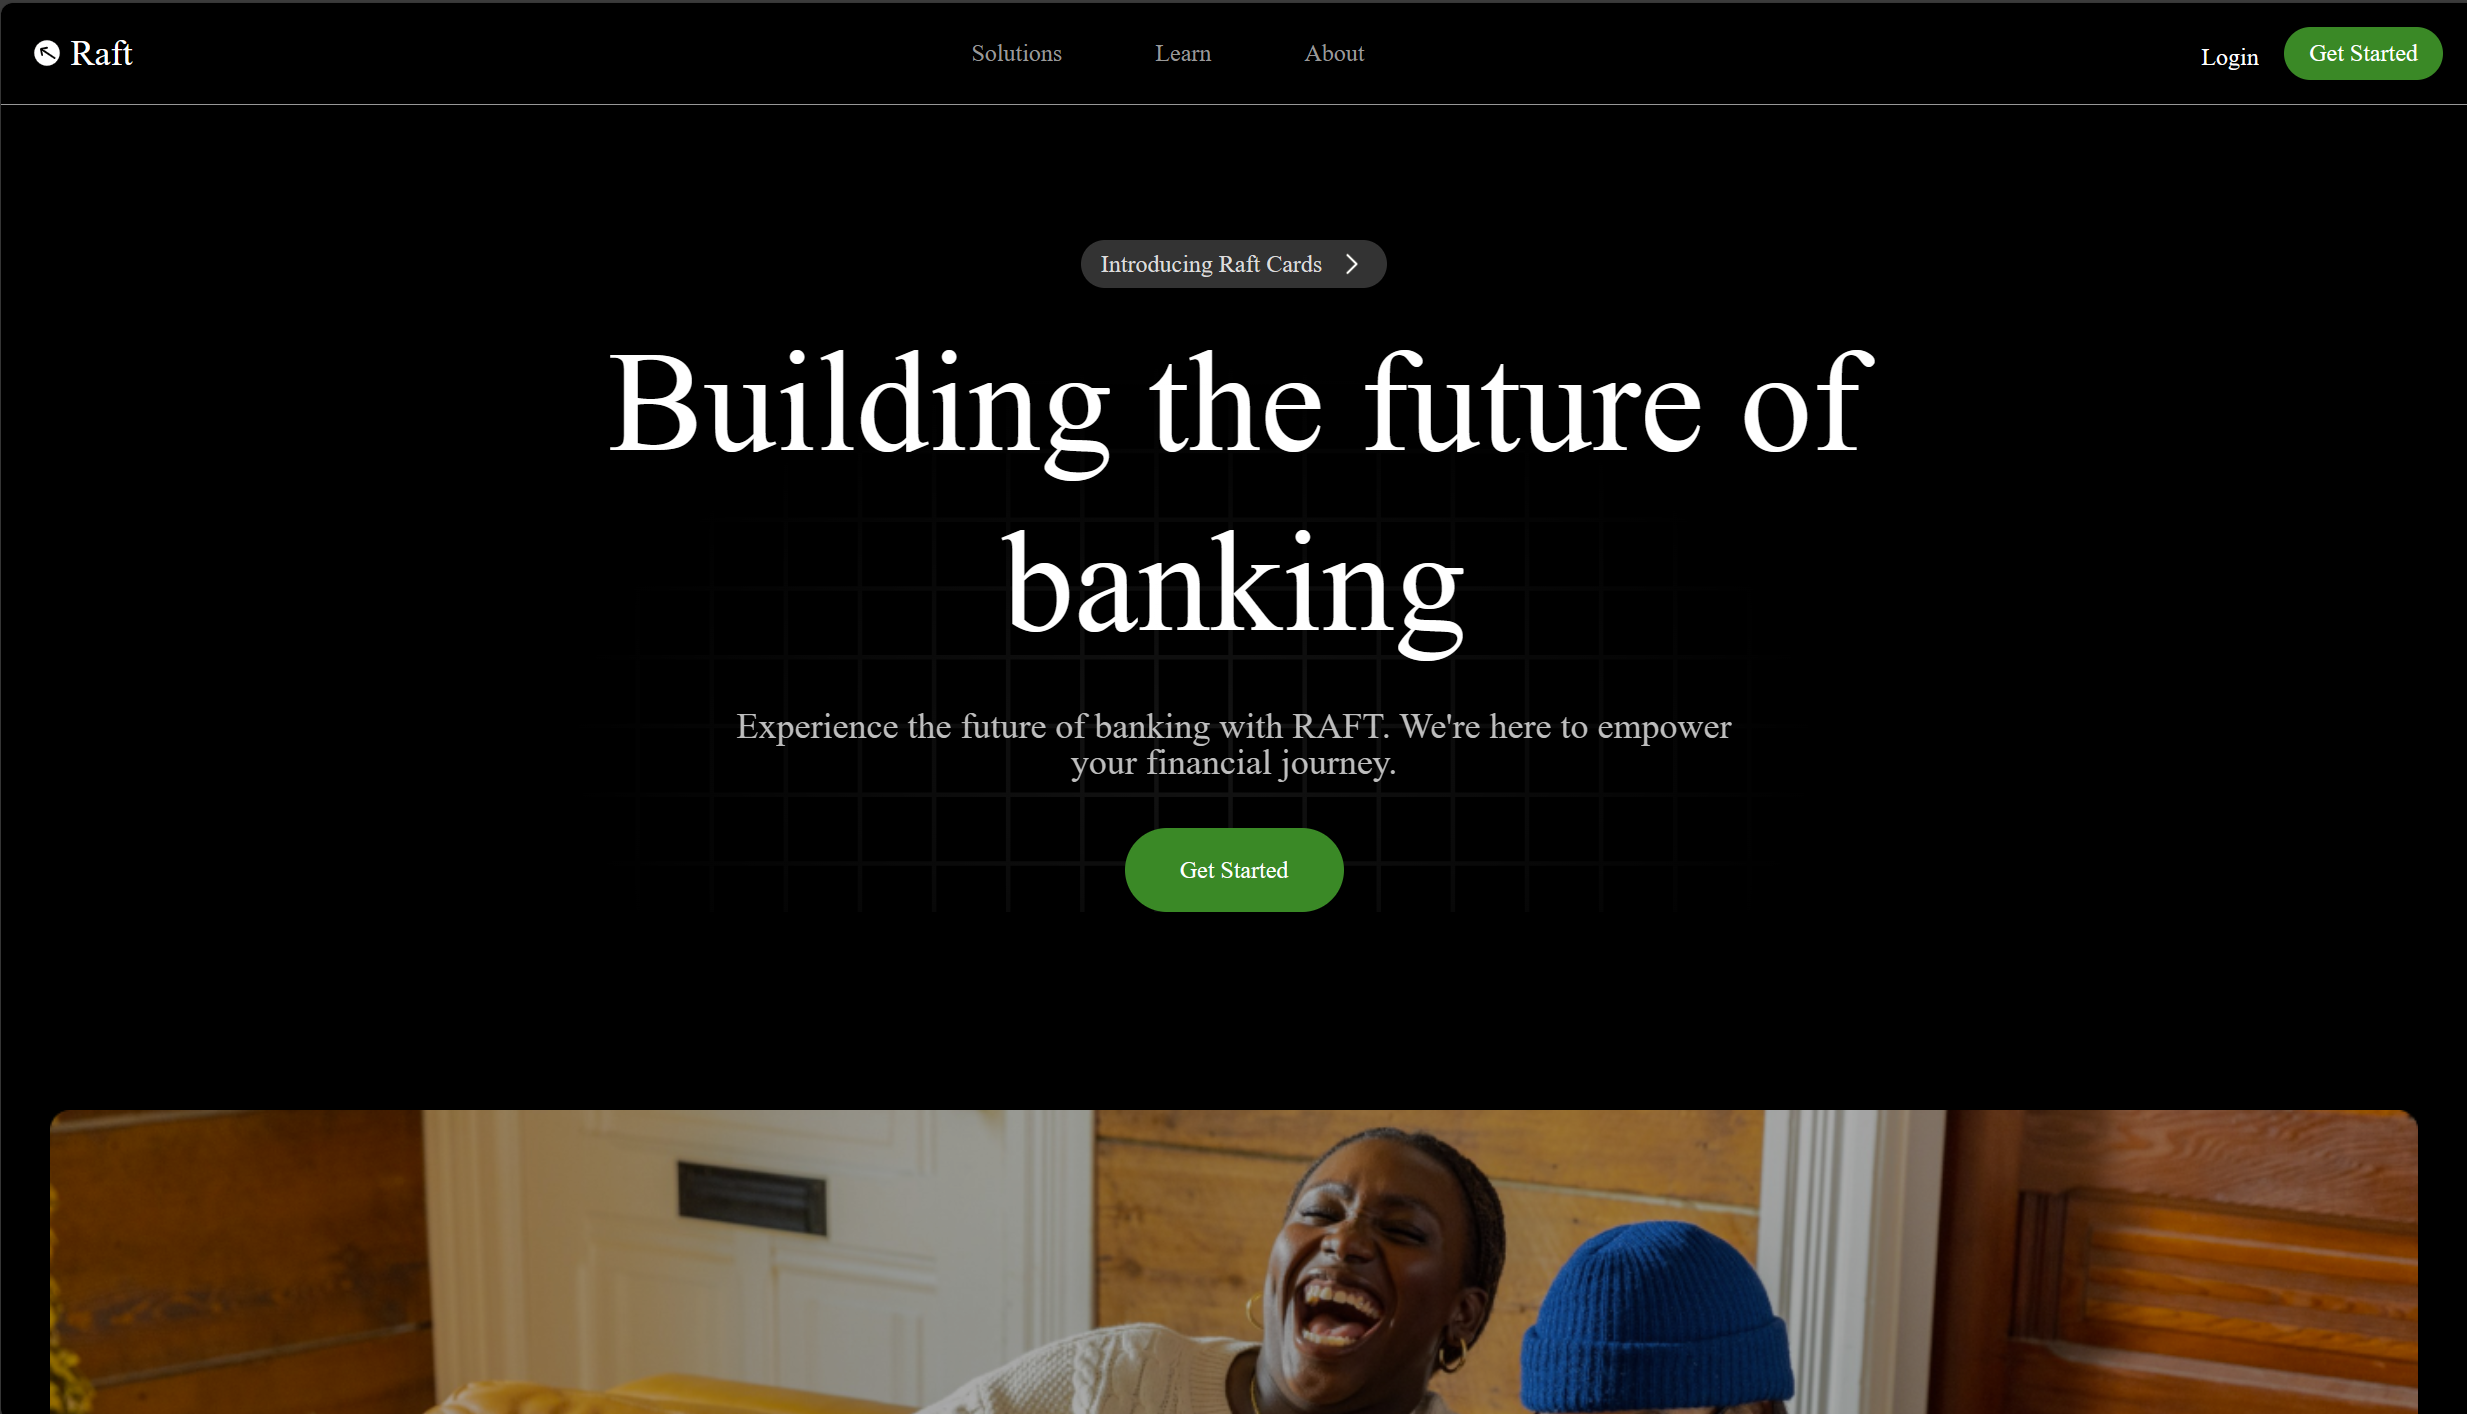 Raft
Solutions
Learn
About
Login
Get Started
Introducing Raft Cards
Building the future of
banking
Experience the future of banking with RAFT. We're here to empower
your financial journey.
Get Started